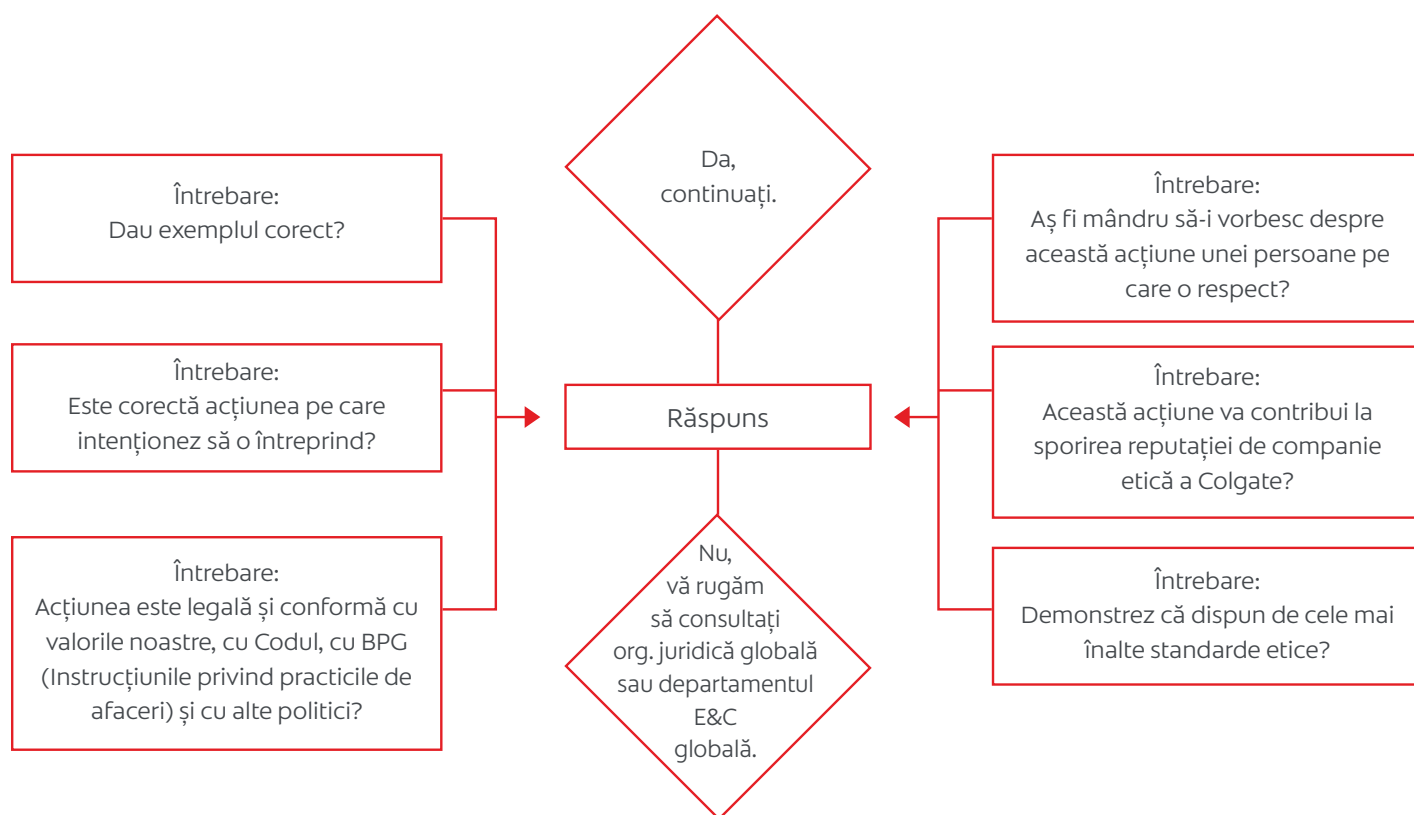 Întrebare:
Dau exemplul corect?
Întrebare:
Este corectă acțiunea pe care
intenționez să o întreprind?
Întrebare:
Acțiunea este legală și conformă cu
valorile noastre, cu Codul, cu BPG
(Instrucțiunile privind practicile de
afaceri) și cu alte politici?
Da,
continuați.
Răspuns
Nu,
vă rugăm
să consultați
org. juridică globală
sau departamentul
E&C
globală.
Întrebare:
Aș fi mândru să-i vorbesc despre
această acțiune unei persoane pe
care o respect?
Întrebare:
Această acțiune va contribui la
sporirea reputației de companie
etică a Colgate?
Întrebare:
Demonstrez că dispun de cele mai
înalte standarde etice?